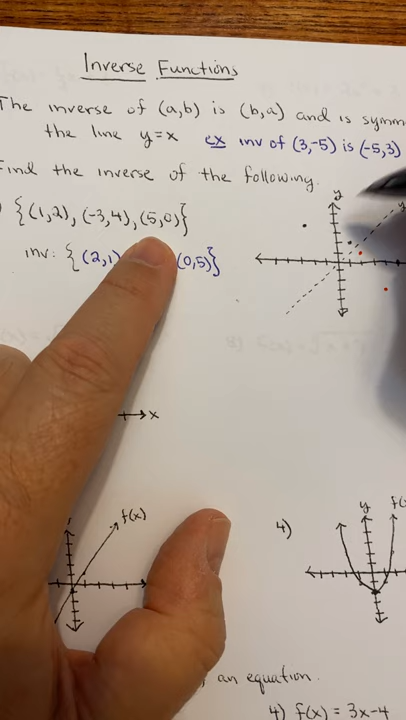 Inverse Functions
The inverse of (a,b) is (b,a) and is
the line y=x ex inv of (3,-5) is (-5,3)
Find the inverse of the following.
{(1,2), (-3,4), (5,0)}
y
inv: {(2,1) (0,5)}
x
f(x)
4) y
an equation.
4) f(x) = 3x-4